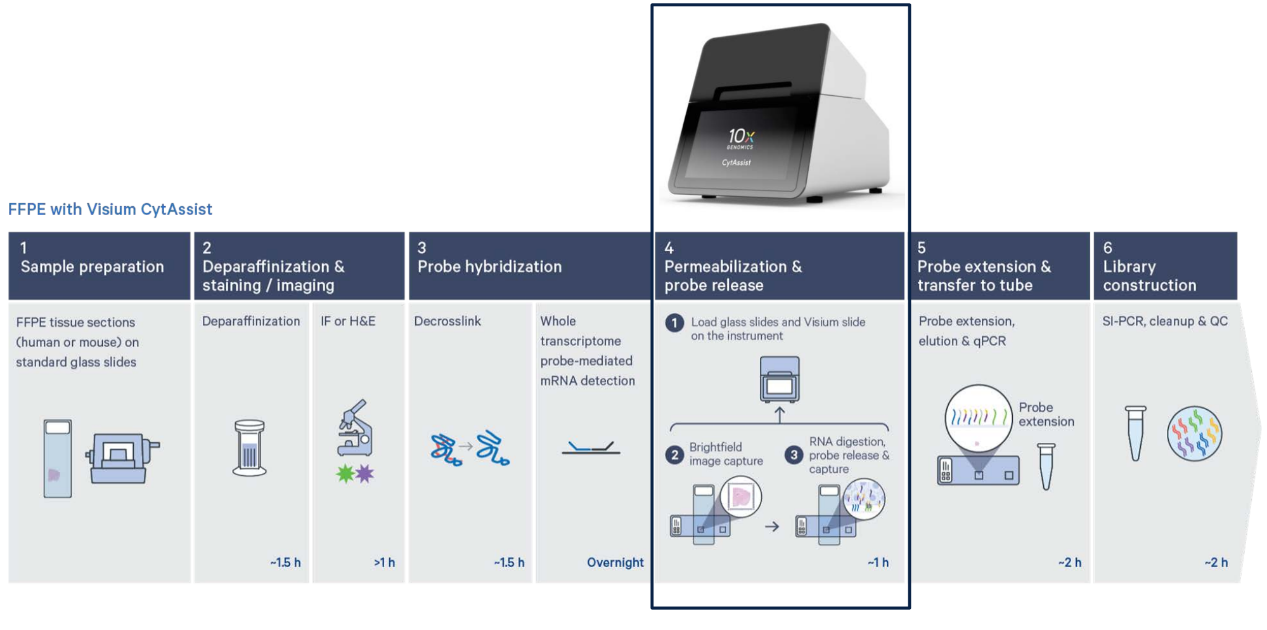 10x
GENOMICS
CytAssist
FFPE with Visium CytAssist
1
Sample preparation
2
Deparaffinization &
staining / imaging
3
Probe hybridization
4
Permeabilization &
probe release
5
Probe extension &
transfer to tube
6
Library
construction
FFPE tissue sections
(human or mouse) on
standard glass slides
Deparaffinization
~1.5 h
IF or H&E
>1 h
Decrosslink
~1.5 h
Whole
transcriptome
probe-mediated
mRNA detection
Overnight
1 Load glass slides and Visium slide
on the instrument
2 Brightfield
image capture
3 RNA digestion,
probe release &
capture
~1 h
Probe extension,
elution & qPCR
Probe
extension
~2 h
SI-PCR, cleanup & QC
~2 h